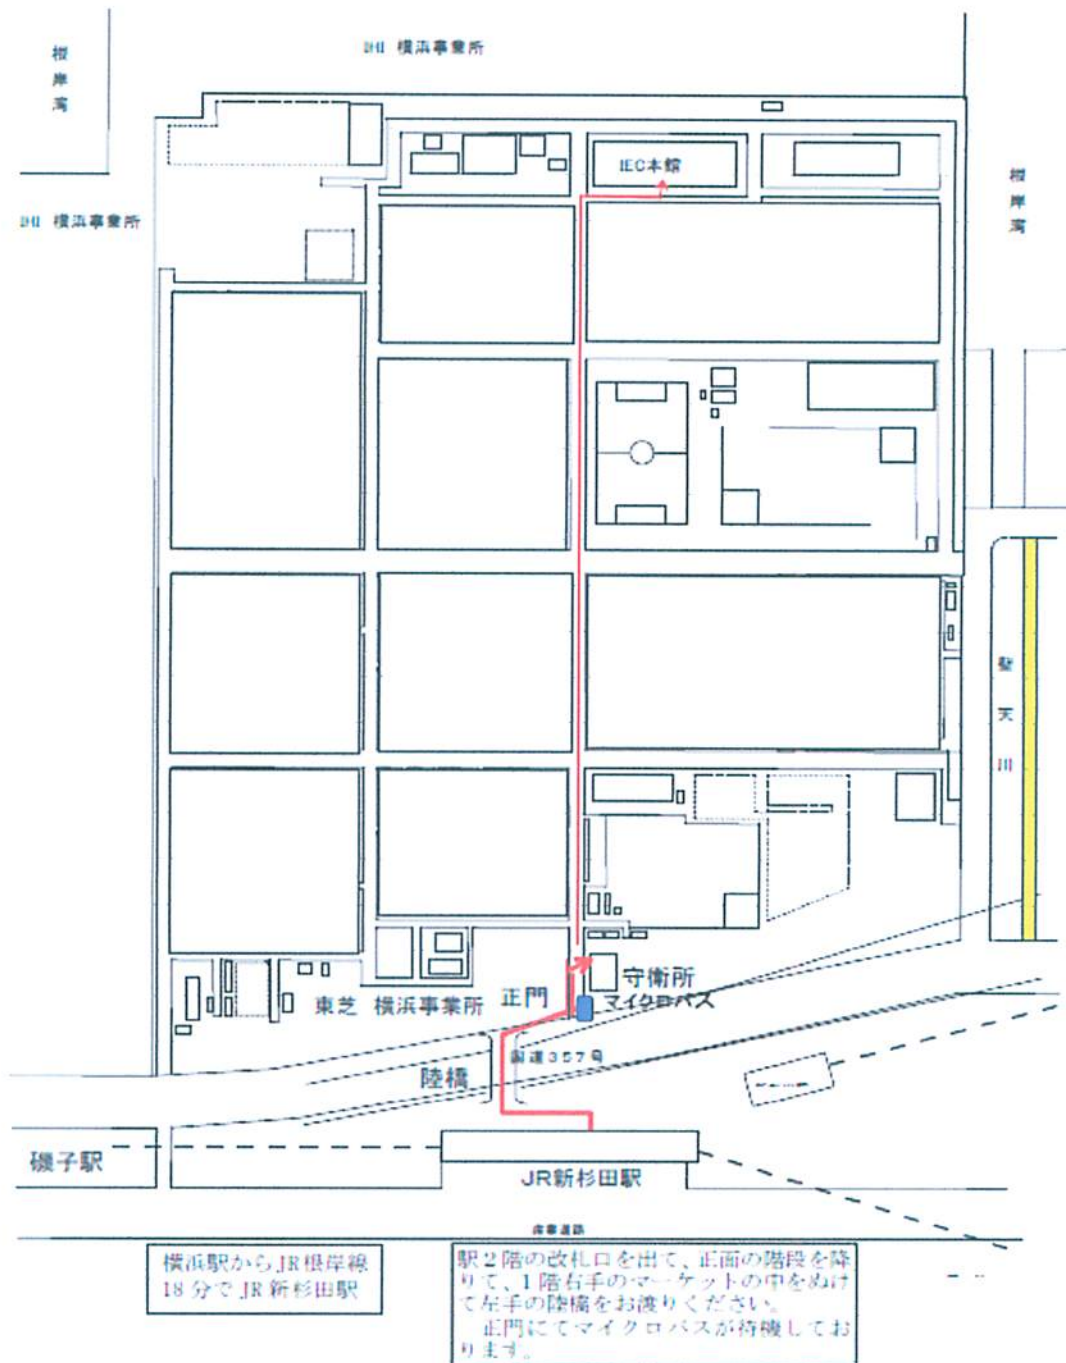 IHI 横浜事業所
根岸湾
IEC本館
根岸湾
IHI 横浜事業所
聖天川
守衛所
正門
マイクロバス
東芝 横浜事業所
国道357号
陸橋
磯子駅
JR新杉田駅
産業道路
横浜駅からJR根岸線
18分でJR新杉田駅
駅2階の改札口を出て、正面の階段を降
りて、1階右手のマーケットの中をぬけ
て左手の陸橋をお渡りください。
正門にてマイクロバスが待機してお
ります。